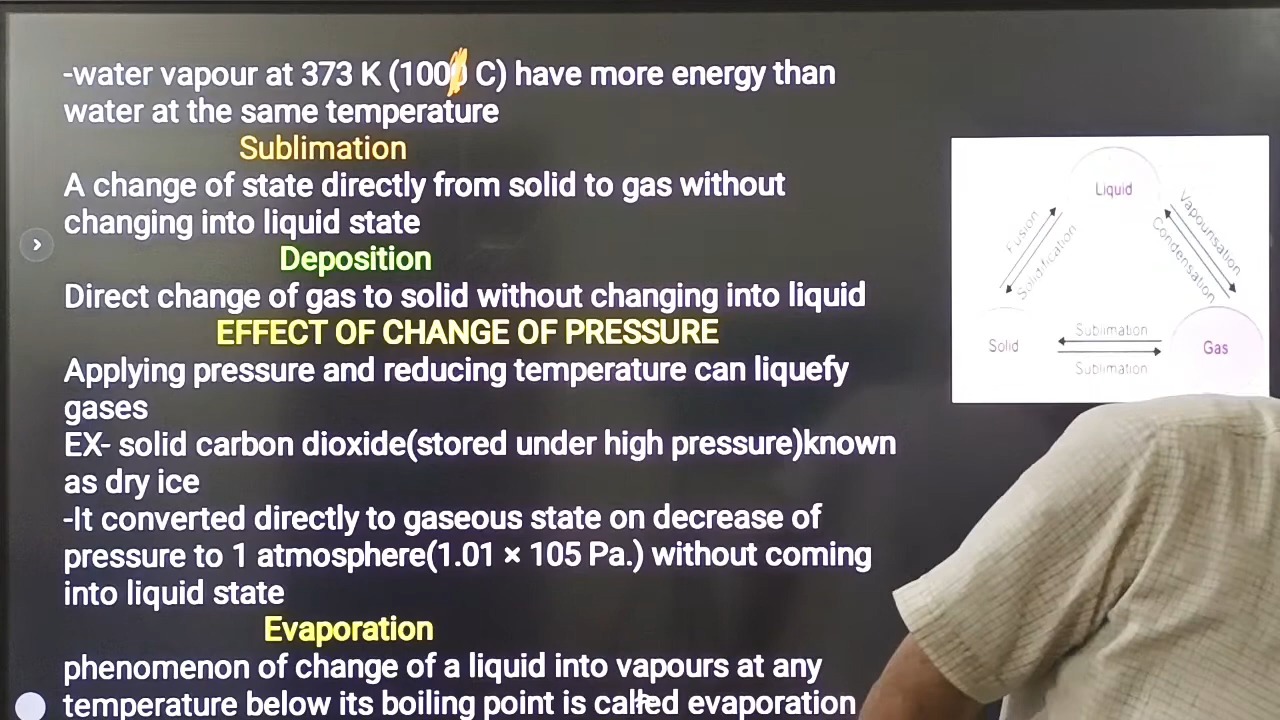 -water vapour at 373 K (1000 C) have more energy than
water at the same temperature
Sublimation
A change of state directly from solid to gas without
changing into liquid state
Deposition
Direct change of gas to solid without changing into liquid
EFFECT OF CHANGE OF PRESSURE
Applying pressure and reducing temperature can liquefy
gases
EX- solid carbon dioxide(stored under high pressure)known
as dry ice
-It converted directly to gaseous state on decrease of
pressure to 1 atmosphere(1.01 × 105 Pa.) without coming
into liquid state
Evaporation
phenomenon of change of a liquid into vapours at any
temperature below its boiling point is called evaporation
Liquid
Fusion
Solidification
Vapourisation
Condensation
Solid
Sublimation
Sublimation
Gas